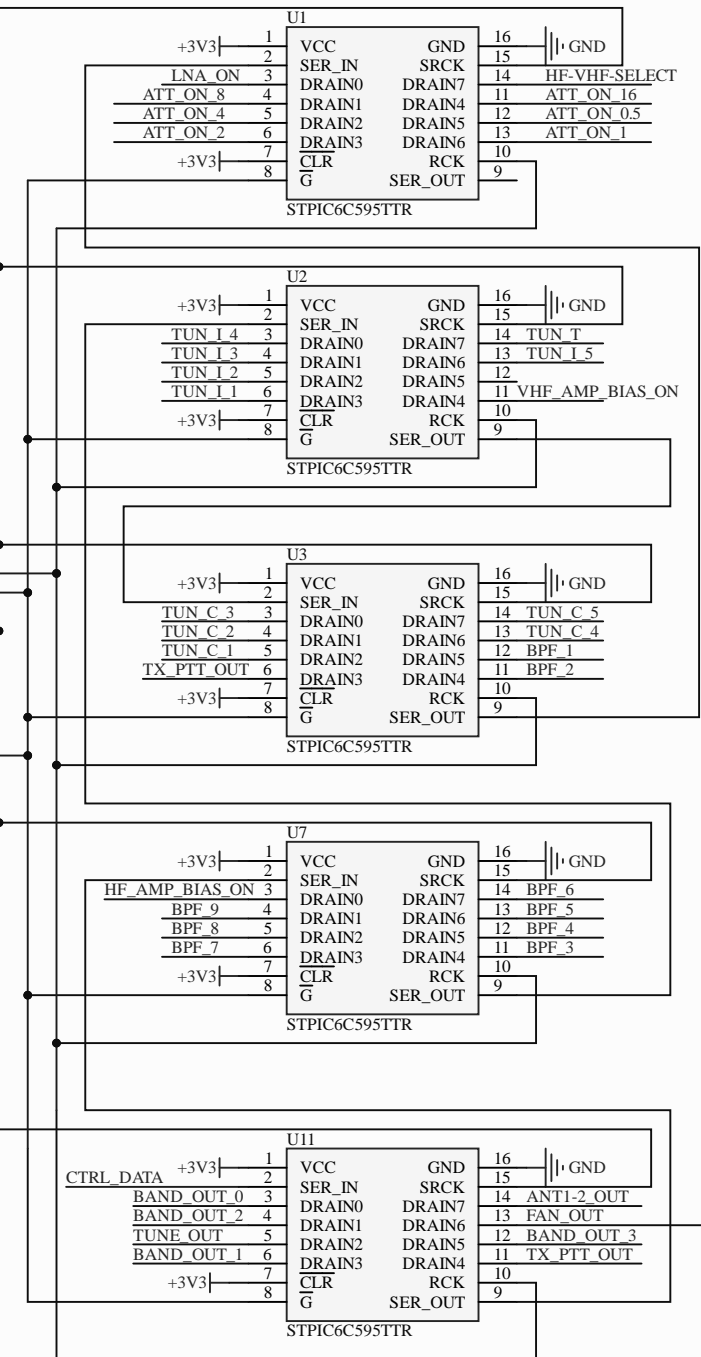 U1
+3V3 1 VCC GND 16 GND
2 SER_IN SRCK 15
LNA_ON 3 DRAIN0 DRAIN7 14 HF-VHF-SELECT
ATT_ON_8 4 DRAIN1 DRAIN4 11 ATT_ON_16
ATT_ON_4 5 DRAIN2 DRAIN5 12 ATT_ON_0.5
ATT_ON_2 6 DRAIN3 DRAIN6 13 ATT_ON_1
+3V3 7 CLR RCK 10
8 G SER_OUT 9
STPIC6C595TTR
U2
+3V3 1 VCC GND 16 GND
2 SER_IN SRCK 15
TUN_I_4 3 DRAIN0 DRAIN7 14 TUN_T
TUN_I_3 4 DRAIN1 DRAIN6 13 TUN_I_5
TUN_I_2 5 DRAIN2 DRAIN5 12
TUN_I_1 6 DRAIN3 DRAIN4 11 VHF_AMP_BIAS_ON
+3V3 7 CLR RCK 10
8 G SER_OUT 9
STPIC6C595TTR
U3
+3V3 1 VCC GND 16 GND
2 SER_IN SRCK 15
TUN_C_3 3 DRAIN0 DRAIN7 14 TUN_C_5
TUN_C_2 4 DRAIN1 DRAIN6 13 TUN_C_4
TUN_C_1 5 DRAIN2 DRAIN5 12 BPF_1
TX_PTT_OUT 6 DRAIN3 DRAIN4 11 BPF_2
+3V3 7 CLR RCK 10
8 G SER_OUT 9
STPIC6C595TTR
U7
+3V3 1 VCC GND 16 GND
2 SER_IN SRCK 15
HF_AMP_BIAS_ON 3 DRAIN0 DRAIN7 14 BPF_6
BPF_9 4 DRAIN1 DRAIN6 13 BPF_5
BPF_8 5 DRAIN2 DRAIN5 12 BPF_4
BPF_7 6 DRAIN3 DRAIN4 11 BPF_3
+3V3 7 CLR RCK 10
8 G SER_OUT 9
STPIC6C595TTR
U11
+3V3 1 VCC GND 16 GND
CTRL_DATA 2 SER_IN SRCK 15
BAND_OUT_0 3 DRAIN0 DRAIN7 14 ANT1-2_OUT
BAND_OUT_2 4 DRAIN1 DRAIN6 13 FAN_OUT
TUNE_OUT 5 DRAIN2 DRAIN5 12 BAND_OUT_3
BAND_OUT_1 6 DRAIN3 DRAIN4 11 TX_PTT_OUT
+3V3 7 CLR RCK 10
8 G SER_OUT 9
STPIC6C595TTR